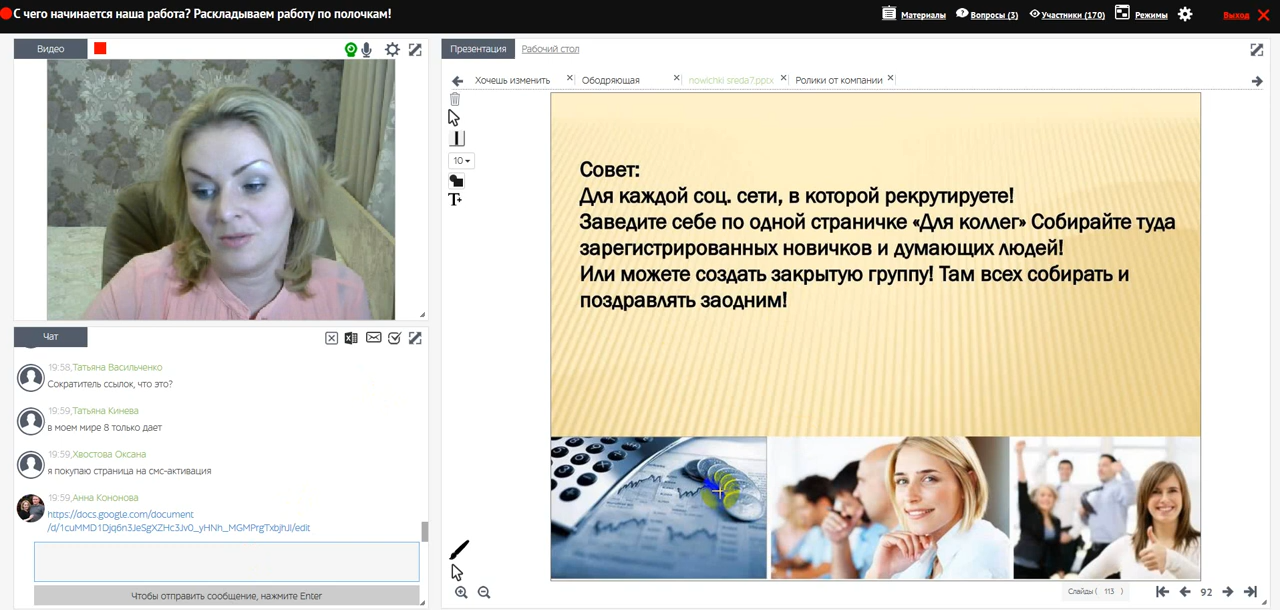 С чего начинается наша работа? Раскладываем работу по полочкам!
Материалы
Вопросы (3)
Участники (170)
Режимы
Выход
Видео
Презентация
Рабочий стол
Хочешь изменить
Ободряющая
nowichki sreda7.pptx
Ролики от компании
10
Совет:
Для каждой соц. сети, в которой рекрутируете!
Заведите себе по одной страничке «Для коллег» Собирайте туда
зарегистрированных новичков и думающих людей!
Или можете создать закрытую группу! Там всех собирать и
поздравлять заодним!
Чат
19:58,Татьяна Васильченко
Сократитель ссылок, что это?
19:59,Татьяна Кинева
в моем мире 8 только дает
19:59,Хвостова Оксана
я покупаю страница на смс-активация
19:59,Анна Кононова
https://docs.google.com/document
Чтобы отправить сообщение, нажмите Enter
Слайды ( 113 )
92